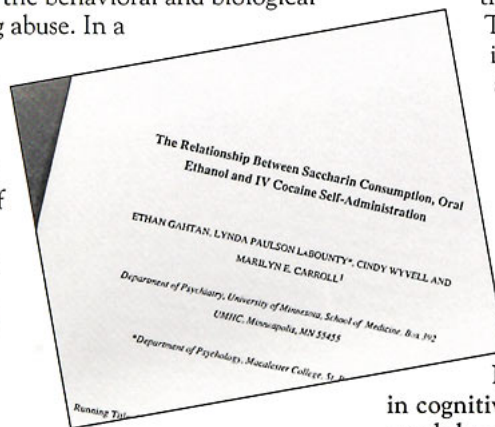 the behavioral and biological
abuse. In a
The Relationship Between Saccharin Consumption, Oral
Ethanol and IV Cocaine Self-Administration
ETHAN GAHTAN, LYNDA PAULSON LABOUNTY*, CINDY WYVELL AND
MARILYN E. CARROLL¹
Department of Psychiatry, University of Minnesota, School of Medicine, Box 392
UMHC, Minneapolis, MN 55455
*Department of Psychology, Macalester College, St.
Running
in cognitiv